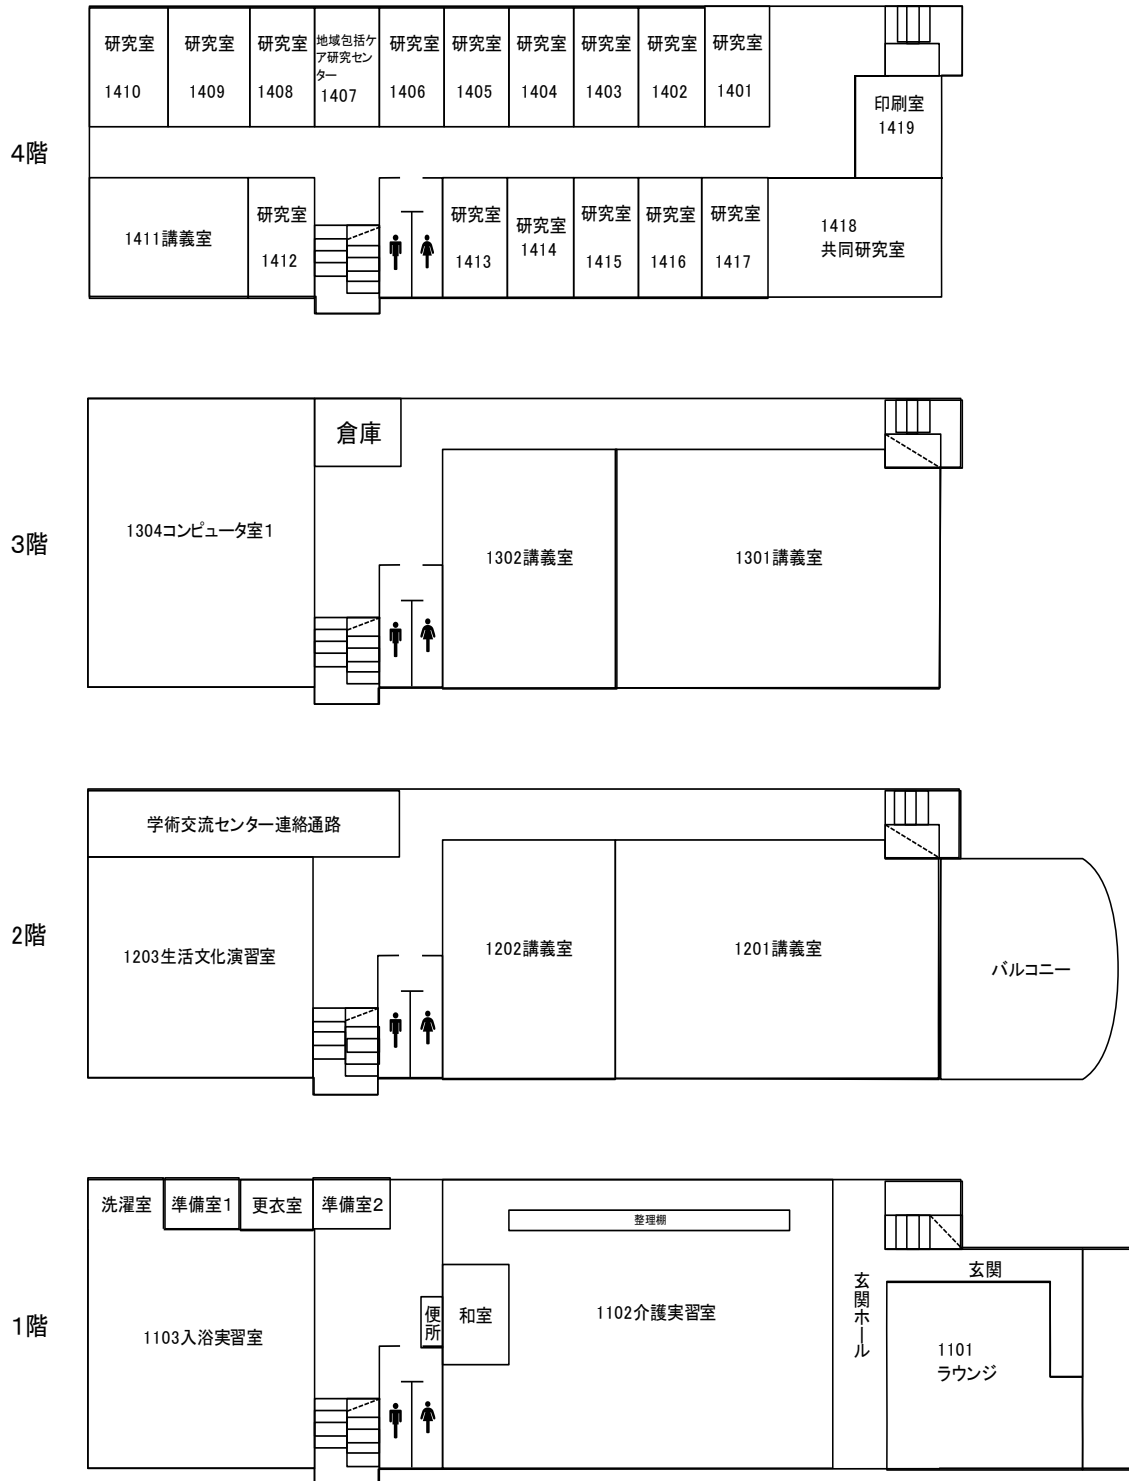 4階
研究室
1410
研究室
1409
研究室
1408
地域包括ケ
ア研究セン
ター
1407
研究室
1406
研究室
1405
研究室
1404
研究室
1403
研究室
1402
研究室
1401
印刷室
1419
1411講義室
研究室
1412
研究室
1413
研究室
1414
研究室
1415
研究室
1416
研究室
1417
1418
共同研究室
3階
倉庫
1304コンピュータ室1
1302講義室
1301講義室
2階
学術交流センター連絡通路
1203生活文化演習室
1202講義室
1201講義室
バルコニー
1階
洗濯室
準備室1
更衣室
準備室2
整理棚
1103入浴実習室
便所
和室
1102介護実習室
玄関ホール
玄関
1101
ラウンジ